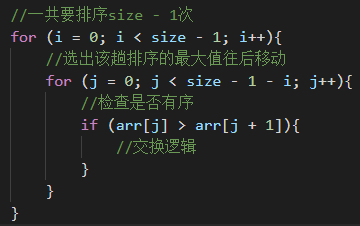 //一共要排序size - 1次
for (i = 0; i < size - 1; i++){
//选出该趟排序的最大值往后移动
for (j = 0; j < size - 1 - i; j++){
//检查是否有序
if (arr[j] > arr[j + 1]){
//交换逻辑
}
}
}